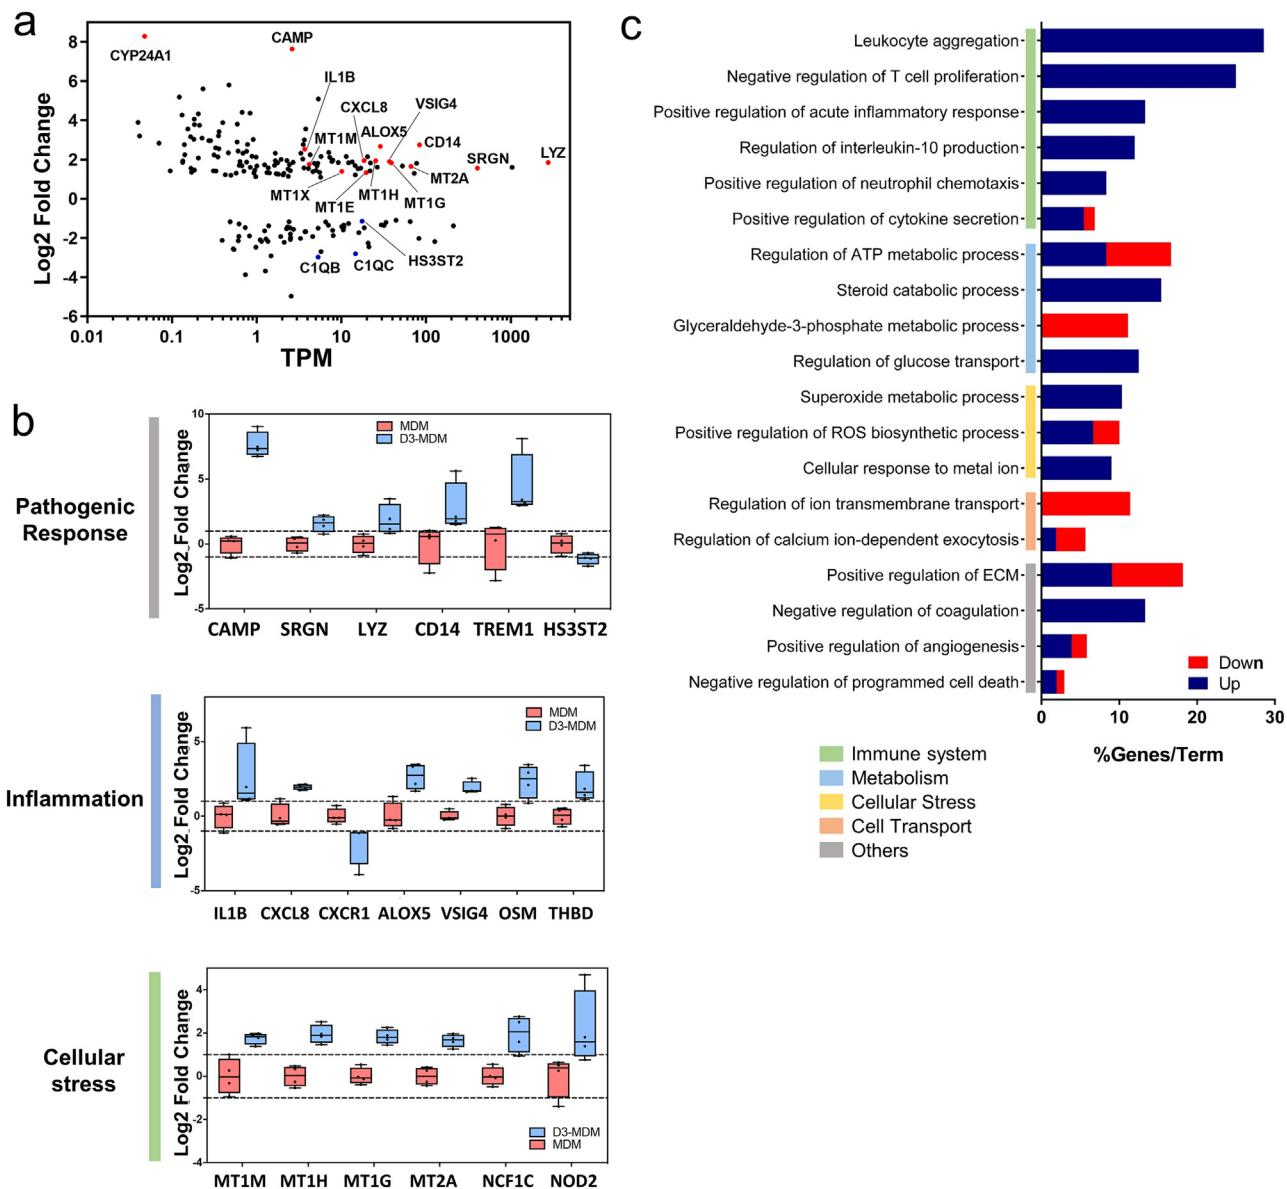 a
8
6
4
2
0
-2
-4
-6
Log2 Fold Change
0.01 0.1 1 10 100 1000
TPM
CYP24A1
CAMP
IL1B
CXCL8
VSIG4
MT1M
ALOX5
CD14
SRGN
LYZ
MT1X
MT1E
MT1H
MT2A
MT1G
HS3ST2
C1QB
C1QC
b
Pathogenic
Response
Log2 Fold Change
10
5
0
-5
MDM
D3-MDM
CAMP SRGN LYZ CD14 TREM1 HS3ST2
Inflammation
Log2 Fold Change
5
0
-5
MDM
D3-MDM
IL1B CXCL8 CXCR1 ALOX5 VSIG4 OSM THBD
Cellular
stress
Log2 Fold Change
4
2
0
-2
-4
D3-MDM
MDM
MT1M MT1H MT1G MT2A NCF1C NOD2
c
Leukocyte aggregation
Negative regulation of T cell proliferation
Positive regulation of acute inflammatory response
Regulation of interleukin-10 production
Positive regulation of neutrophil chemotaxis
Positive regulation of cytokine secretion
Regulation of ATP metabolic process
Steroid catabolic process
Glyceraldehyde-3-phosphate metabolic process
Regulation of glucose transport
Superoxide metabolic process
Positive regulation of ROS biosynthetic process
Cellular response to metal ion
Regulation of ion transmembrane transport
Regulation of calcium ion-dependent exocytosis
Positive regulation of ECM
Negative regulation of coagulation
Positive regulation of angiogenesis
Negative regulation of programmed cell death
Down
Up
0 10 20 30
%Genes/Term
Immune system
Metabolism
Cellular Stress
Cell Transport
Others